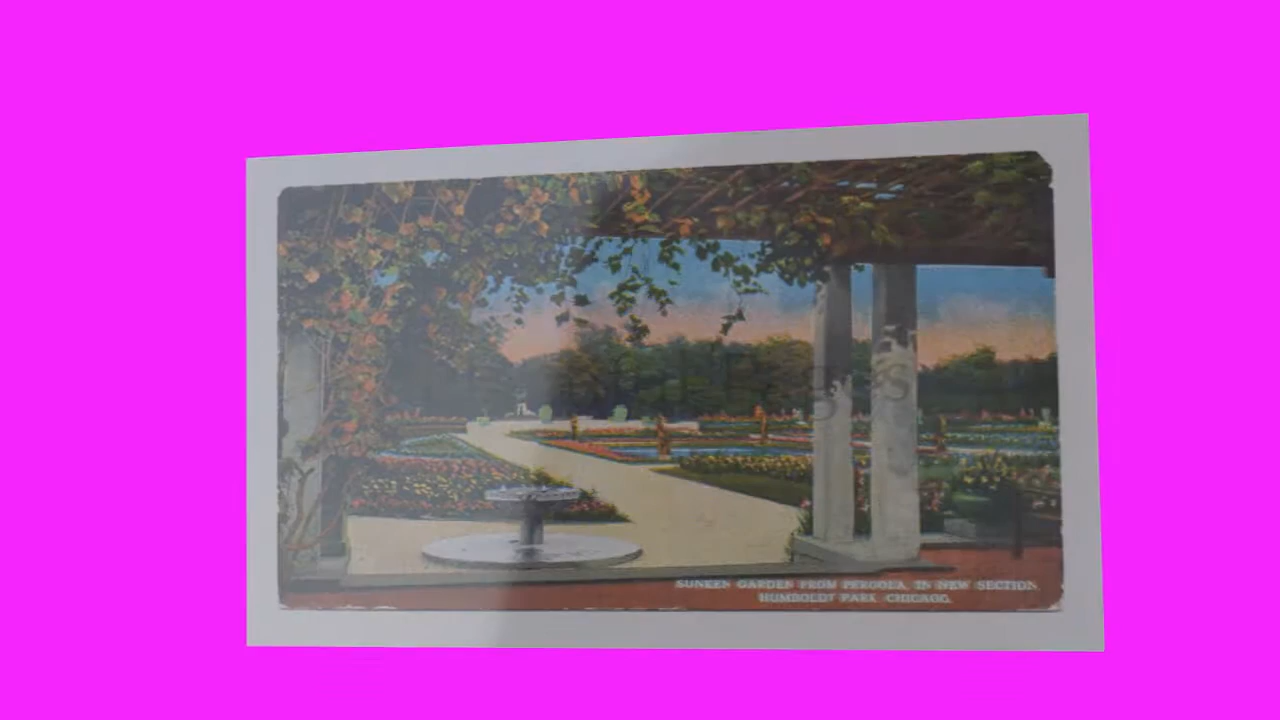 SUNKEN GARDEN FROM PERGOLA, IN NEW SECTION,
HUMBOLDT PARK CHICAGO.